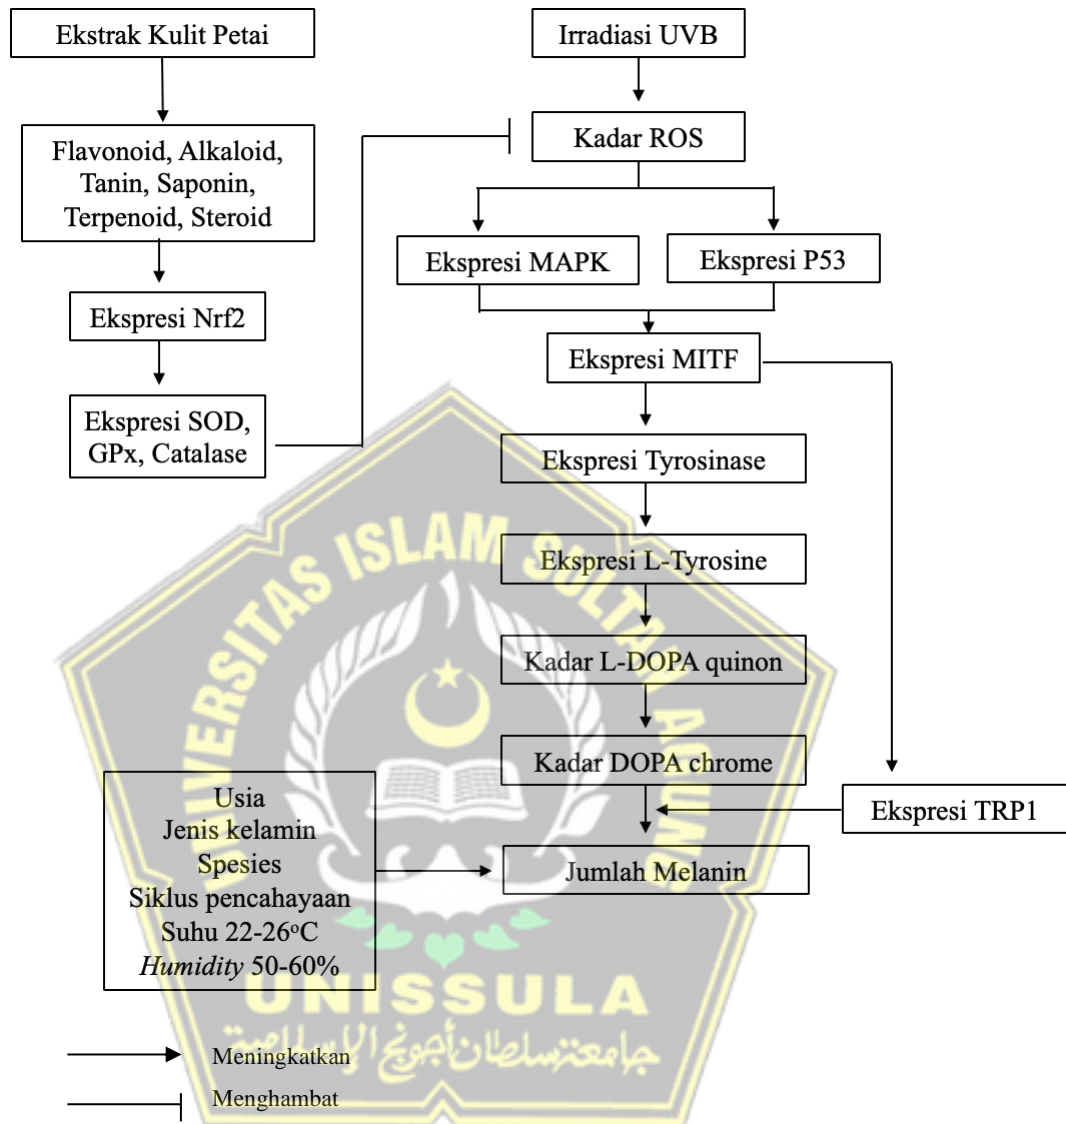 Ekstrak Kulit Petai
Irradiasi UVB
Flavonoid, Alkaloid,
Tanin, Saponin,
Terpenoid, Steroid
Kadar ROS
Ekspresi MAPK
Ekspresi P53
Ekspresi Nrf2
Ekspresi MITF
Ekspresi SOD,
GPx, Catalase
Ekspresi Tyrosinase
Ekspresi L-Tyrosine
Kadar L-DOPA quinon
Kadar DOPA chrome
Ekspresi TRP1
Usia
Jenis kelamin
Spesies
Siklus pencahayaan
Suhu 22-26°C
Humidity 50-60%
Jumlah Melanin
Meningkatkan
Menghambat
UNIVERSITAS ISLAM SULTAN AGUNG
UNISSULA
جامعتسلطان أجونج الإسلامية